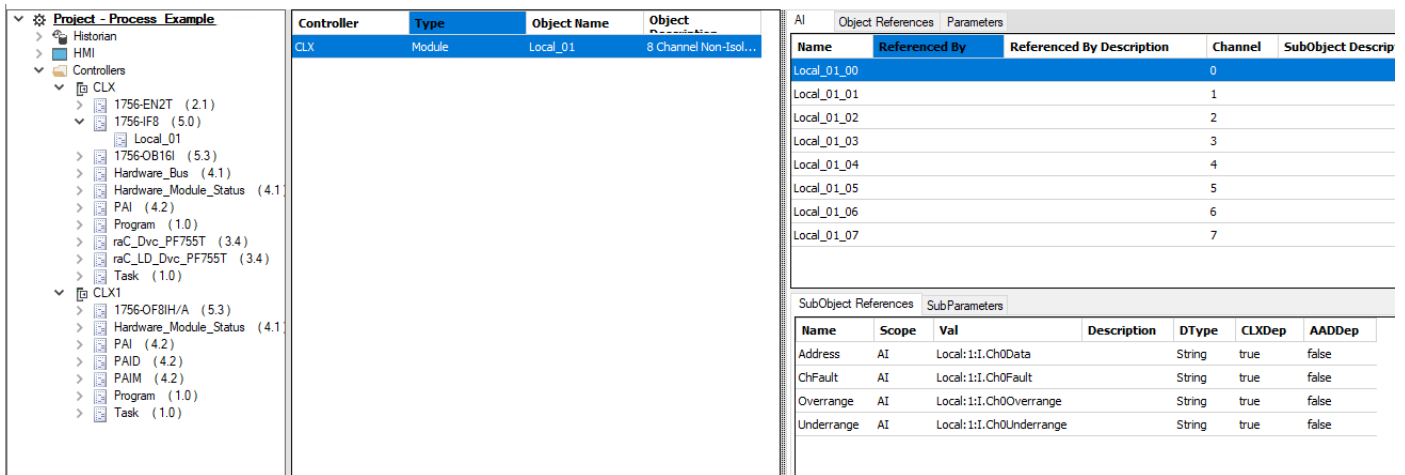 Project - Process_Example
Historian
HMI
Controllers
CLX
1756-EN2T (2.1)
1756-IF8 (5.0)
Local_01
1756-OB16I (5.3)
Hardware_Bus (4.1)
Hardware_Module_Status (4.1)
PAI (4.2)
Program (1.0)
raC_Dvc_PF755T (3.4)
raC_LD_Dvc_PF755T (3.4)
Task (1.0)
CLX1
1756-OF8IH/A (5.3)
Hardware_Module_Status (4.1
PAI (4.2)
PAID (4.2)
PAIM (4.2)
Program (1.0)
Task (1.0)
Controller Type Object Name Object
CLX Module Local_01 8 Channel Non-Isol...
AI Object References Parameters
Name Referenced By Referenced By Description Channel SubObject Descrip
Local_01_00 0
Local_01_01 1
Local_01_02 2
Local_01_03 3
Local_01_04 4
Local_01_05 5
Local_01_06 6
Local_01_07 7
SubObject References SubParameters
Name Scope Val Description DType CLXDep AADDep
Address AI Local:1:I.Ch0Data String true false
ChFault AI Local:1:I.Ch0Fault String true false
Overrange AI Local:1:I.Ch0Overrange String true false
Underrange AI Local:1:I.Ch0Underrange String true false